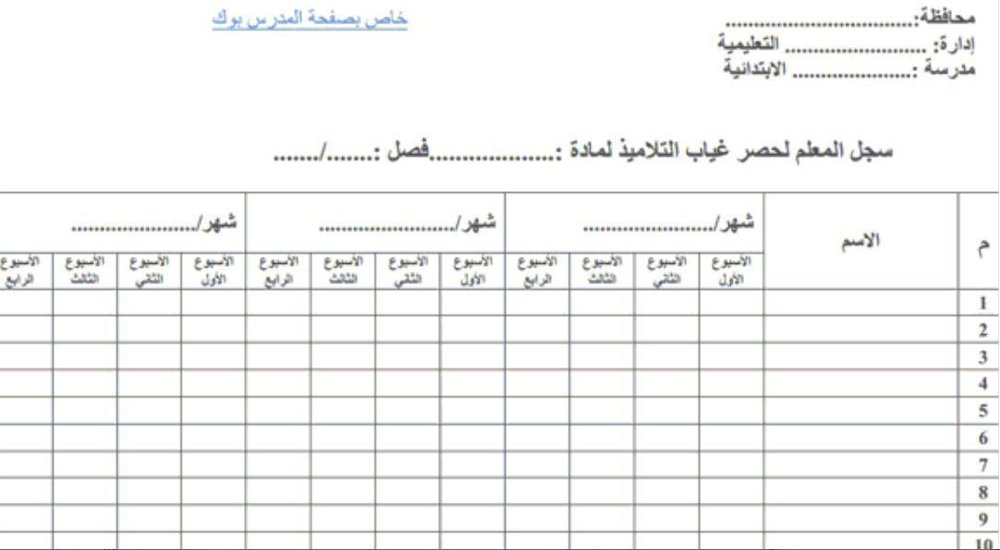 محافظة:.................................
إدارة: ......................... التعليمية
مدرسة :..................... الابتدائية
خاص بصفحة المدرس بوك
سجل المعلم لحصر غياب التلاميذ لمادة :...................فصل :......./.......
م الاسم شهر/....................... شهر/........................ شهر/......................
الأسبوع الأول الأسبوع الثاني الأسبوع الثالث الأسبوع الرابع الأسبوع الأول الأسبوع الثاني الأسبوع الثالث الأسبوع الرابع الأسبوع الأول الأسبوع الثاني الأسبوع الثالث الأسبوع الرابع
1
2
3
4
5
6
7
8
9
10